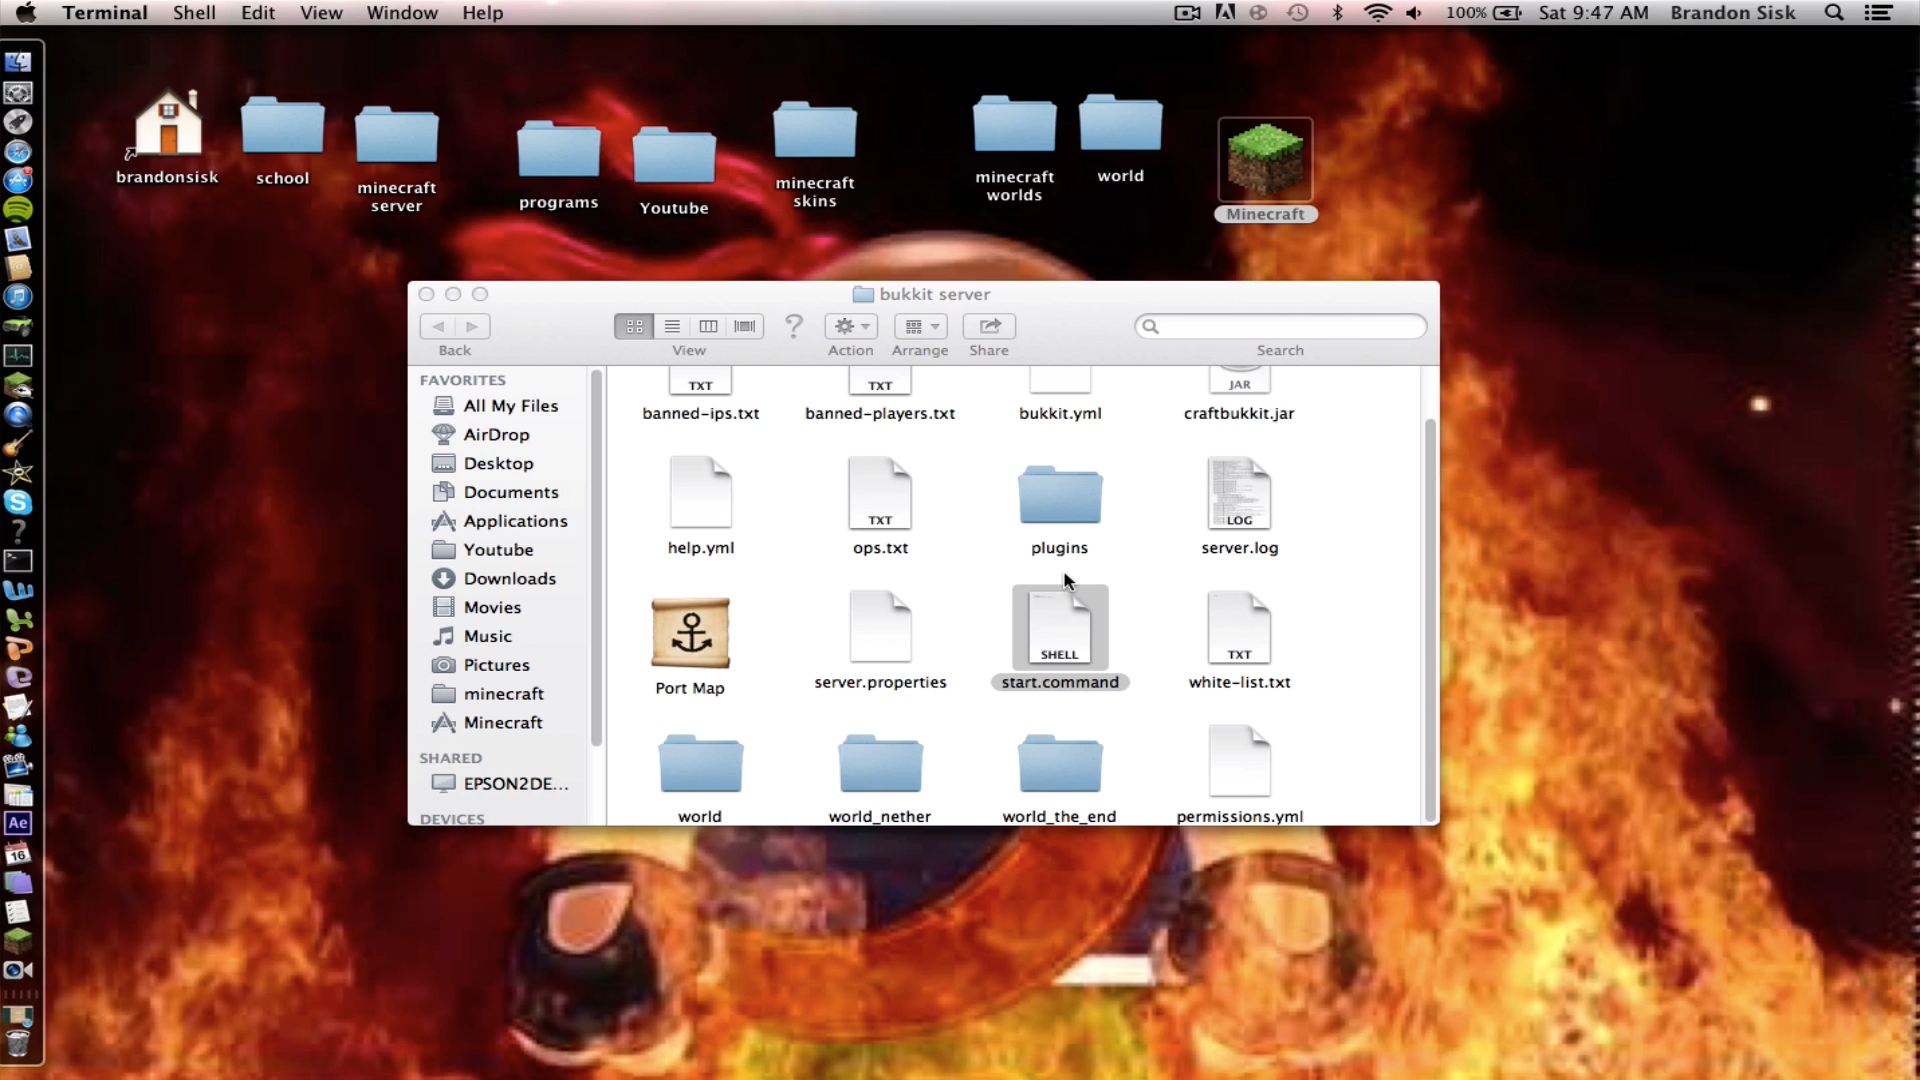 Terminal Shell Edit View Window Help 100% Sat 9:47 AM Brandon Sisk
brandonsisk
school
minecraft
server
programs
Youtube
minecraft
skins
minecraft
worlds
world
Minecraft
bukkit server
Back
View
Action
Arrange
Share
Search
FAVORITES
All My Files
AirDrop
Desktop
Documents
Applications
Youtube
Downloads
Movies
Music
Pictures
minecraft
Minecraft
SHARED
EPSON2DE...
DEVICES
TXT
banned-ips.txt
TXT
banned-players.txt
bukkit.yml
JAR
craftbukkit.jar
help.yml
TXT
ops.txt
plugins
LOG
server.log
Port Map
server.properties
SHELL
start.command
TXT
white-list.txt
world
world_nether
world_the_end
permissions.yml
Ae
16